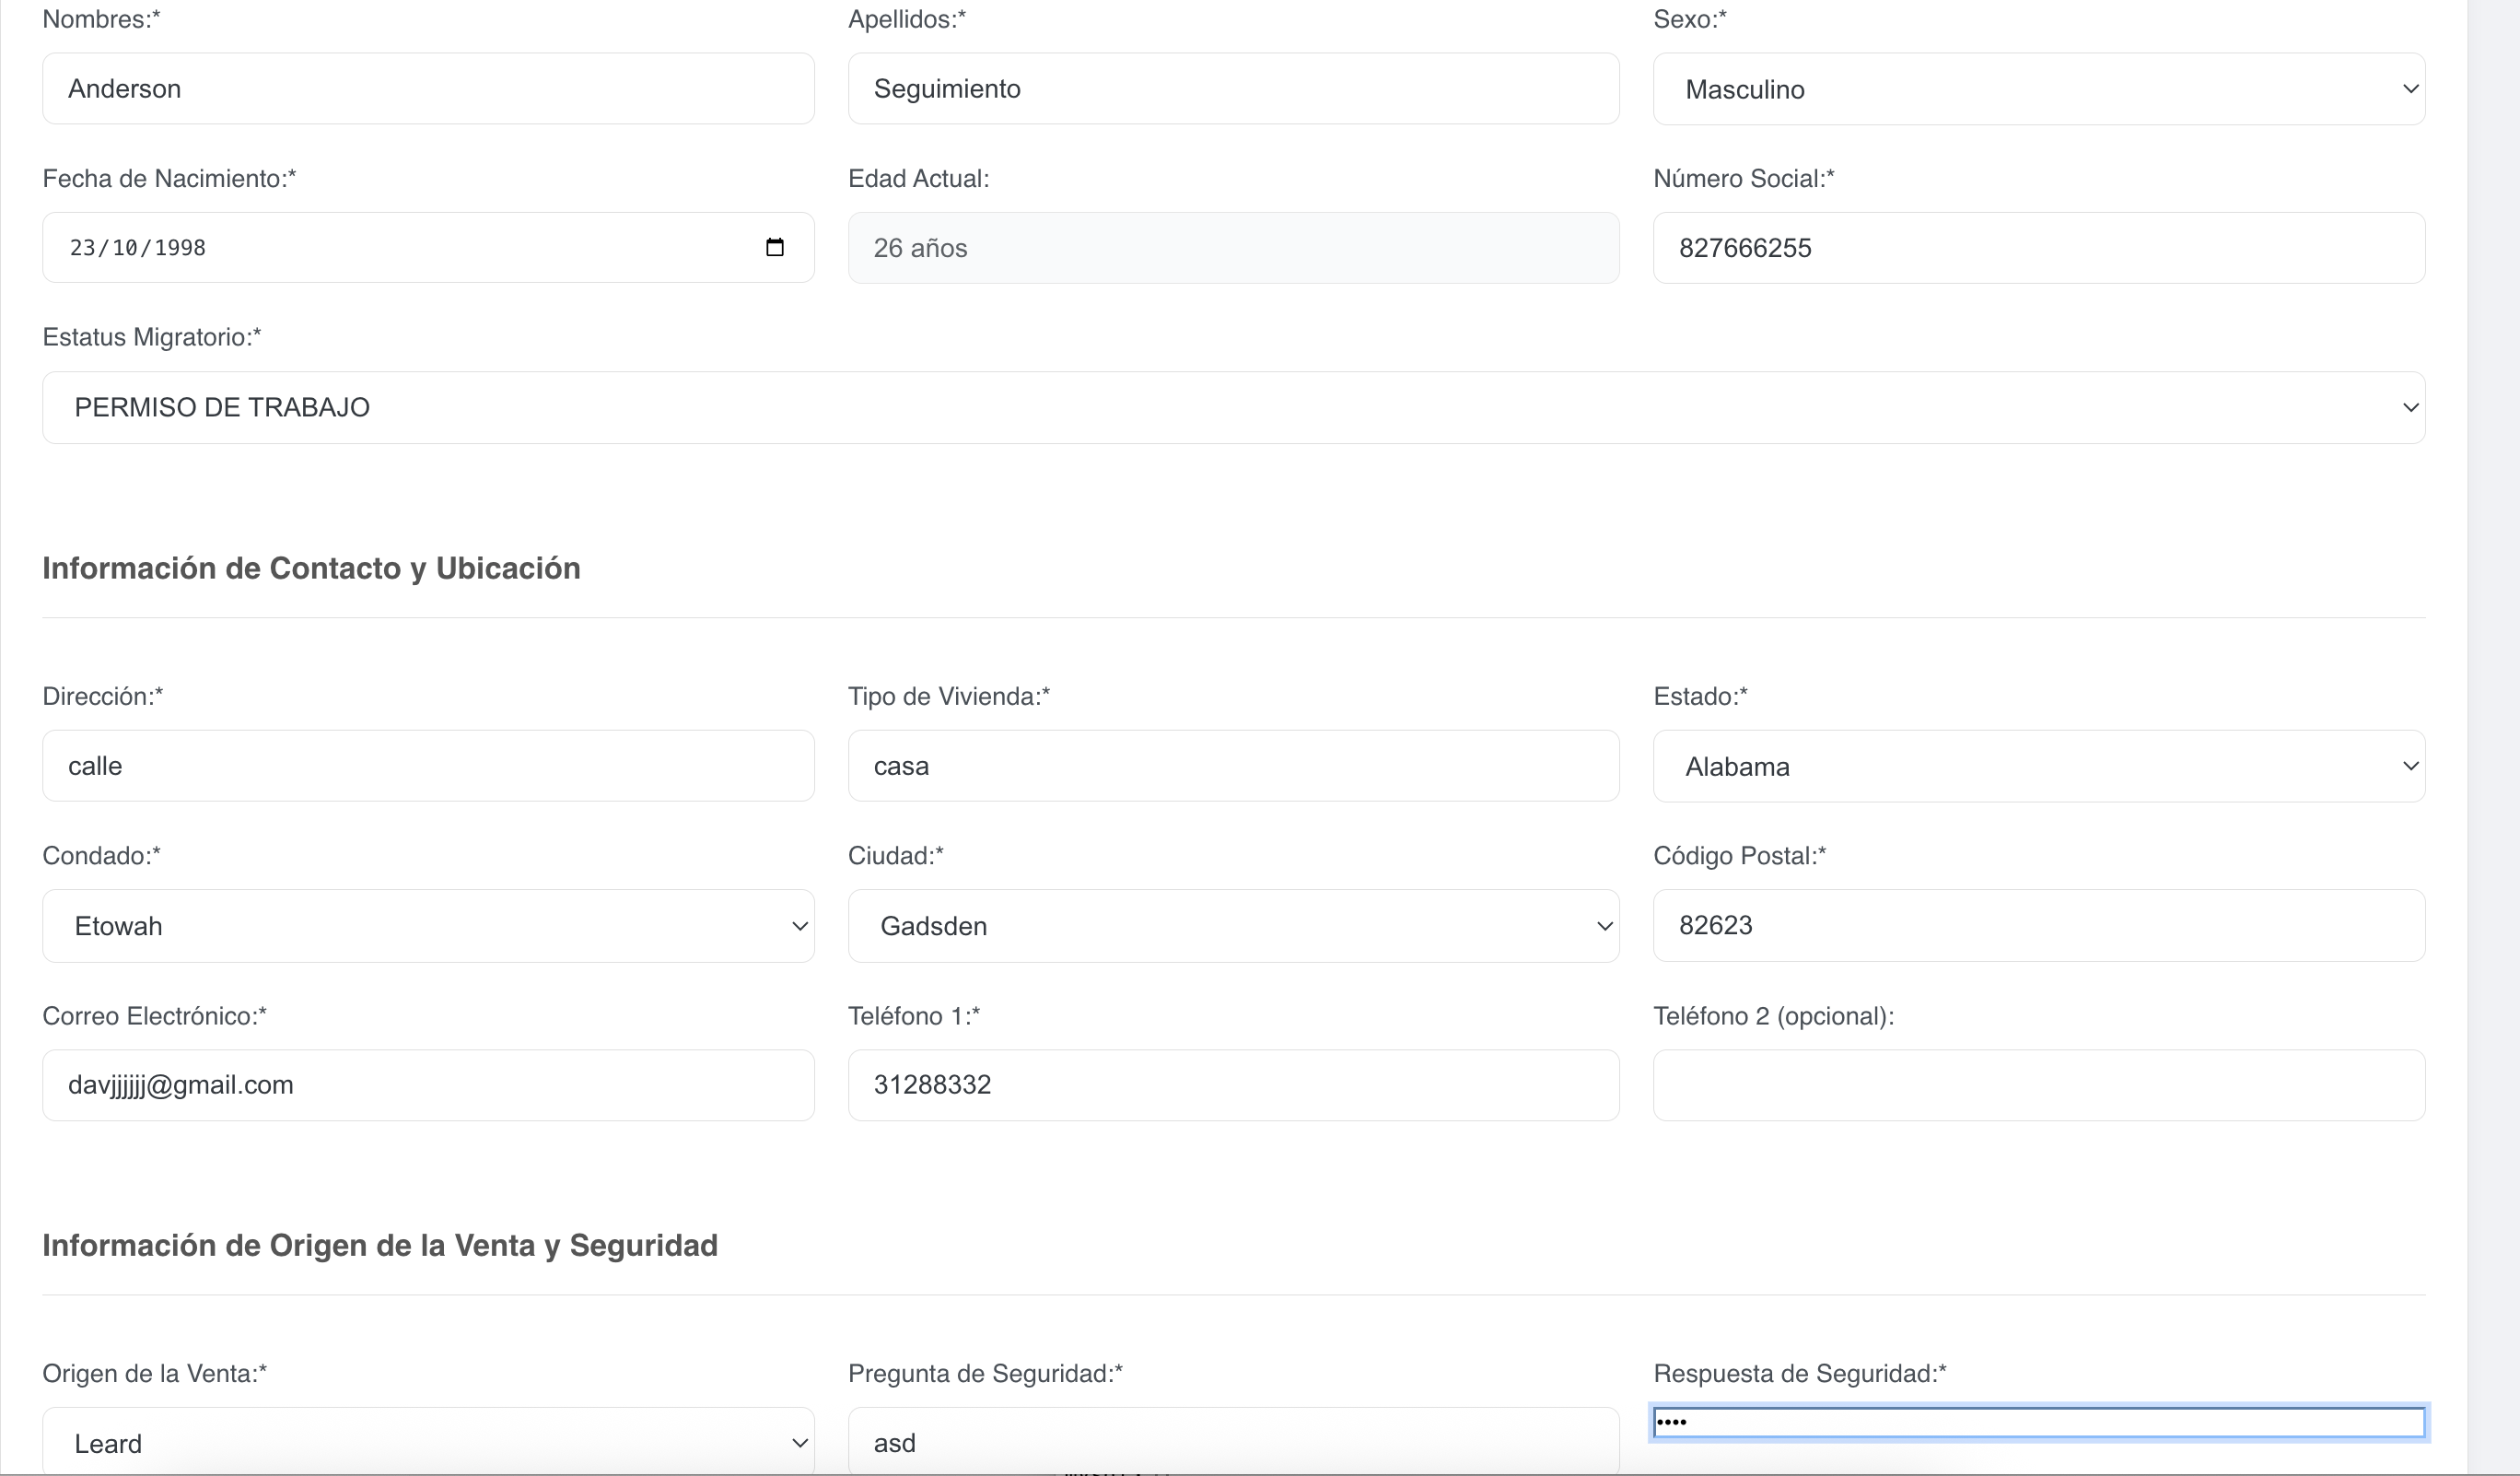 Nombres:* Apellidos:* Sexo:*
Anderson Seguimiento Masculino
Fecha de Nacimiento:* Edad Actual: Número Social:*
23/10/1998 26 años 827666255
Estatus Migratorio:*
PERMISO DE TRABAJO
Información de Contacto y Ubicación
Dirección:* Tipo de Vivienda:* Estado:*
calle casa Alabama
Condado:* Ciudad:* Código Postal:*
Etowah Gadsden 82623
Correo Electrónico:* Teléfono 1:* Teléfono 2 (opcional):
davjjjjjj@gmail.com 31288332
Información de Origen de la Venta y Seguridad
Origen de la Venta:* Pregunta de Seguridad:* Respuesta de Seguridad:*
Leard asd ••••